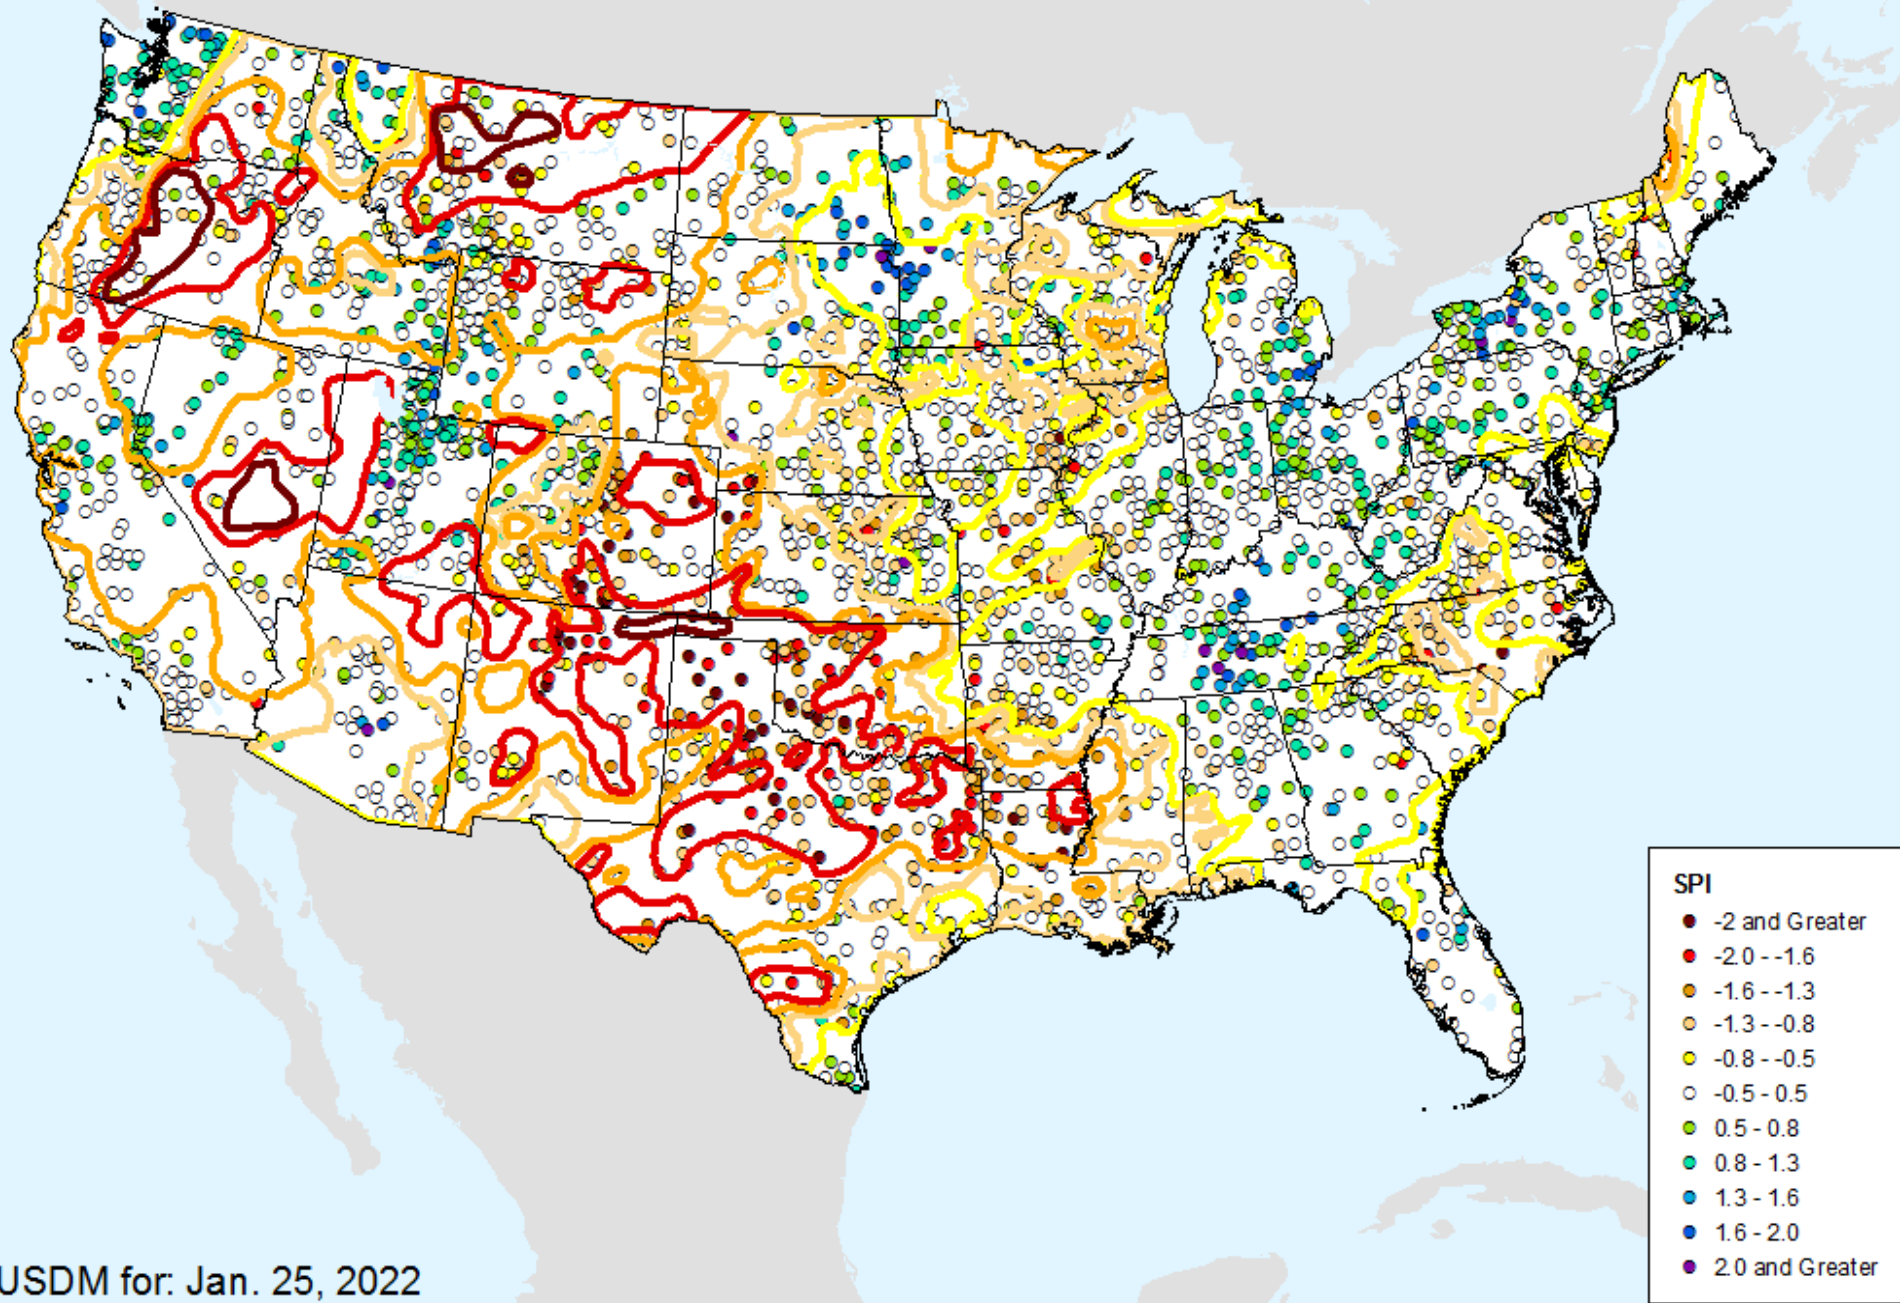 SPI
-2 and Greater
-2.0 - -1.6
-1.6 - -1.3
-1.3 - -0.8
-0.8 - -0.5
-0.5 - 0.5
0.5 - 0.8
0.8 - 1.3
1.3 - 1.6
1.6 - 2.0
2.0 and Greater
USDM for: Jan. 25, 2022